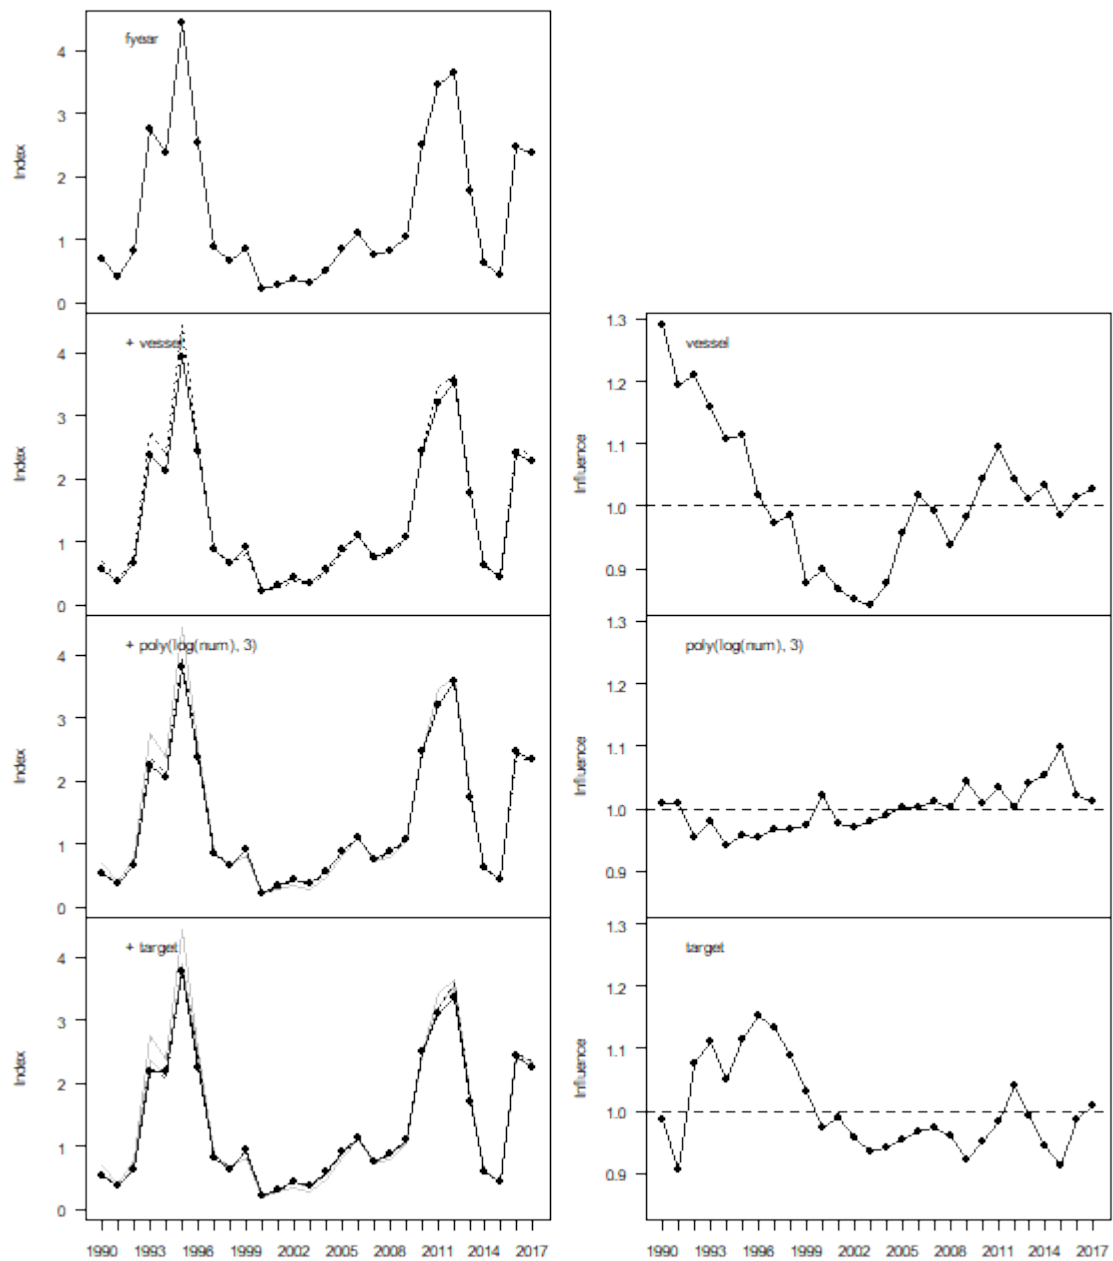 fyear
Index
4
3
2
1
0
+ vessel
Index
4
3
2
1
0
vessel
Influence
1.3
1.2
1.1
1.0
0.9
+ poly(log(num), 3)
Index
4
3
2
1
0
poly(log(num), 3)
Influence
1.3
1.2
1.1
1.0
0.9
+ target
Index
4
3
2
1
0
target
Influence
1.3
1.2
1.1
1.0
0.9
1990 1993 1996 1999 2002 2005 2008 2011 2014 2017
1990 1993 1996 1999 2002 2005 2008 2011 2014 2017